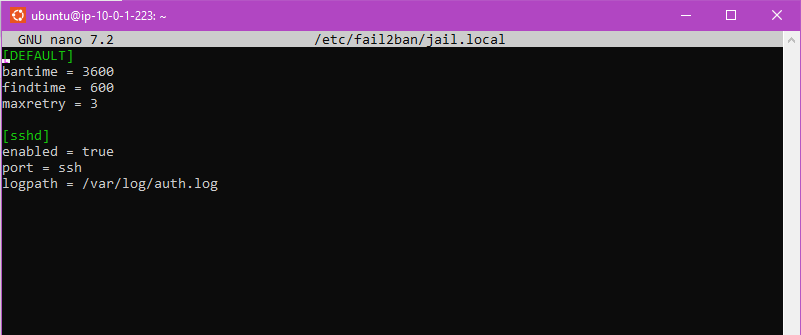 ubuntu@ip-10-0-1-223: ~
GNU nano 7.2 /etc/fail2ban/jail.local
[DEFAULT]
bantime = 3600
findtime = 600
maxretry = 3
[sshd]
enabled = true
port = ssh
logpath = /var/log/auth.log